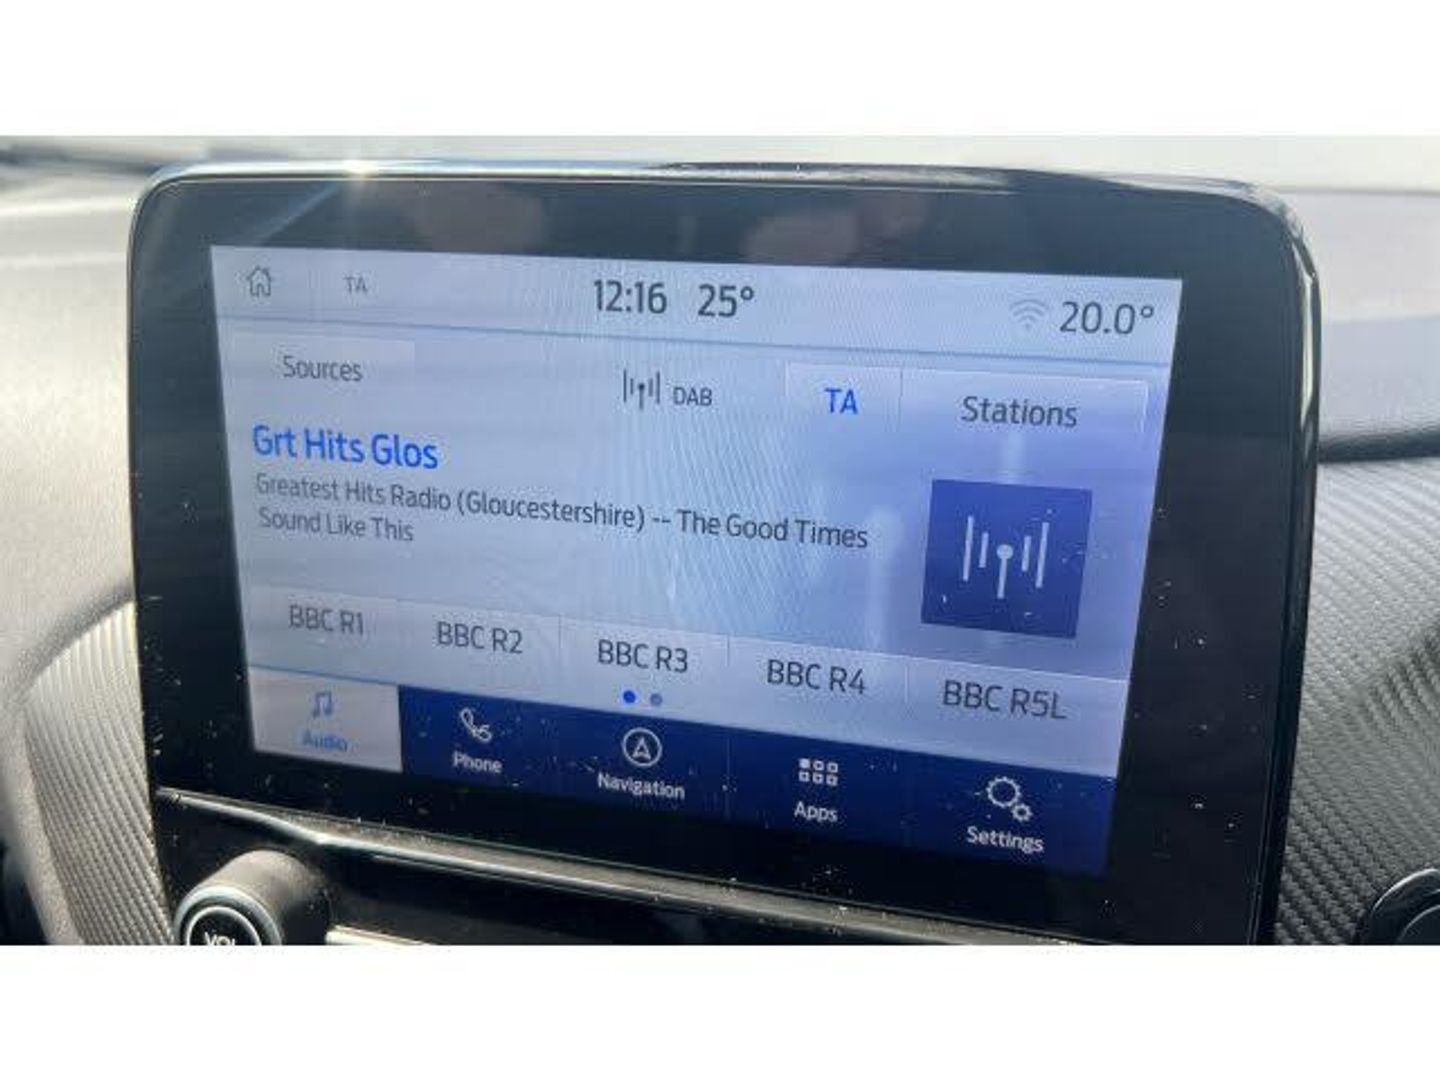 TA
12:16 25°
20.0°
Sources
DAB
TA
Stations
Grt Hits Glos
Greatest Hits Radio (Gloucestershire) -- The Good Times
Sound Like This
BBC R1
BBC R2
BBC R3
BBC R4
BBC R5L
Audio
Phone
Navigation
Apps
Settings
VOL